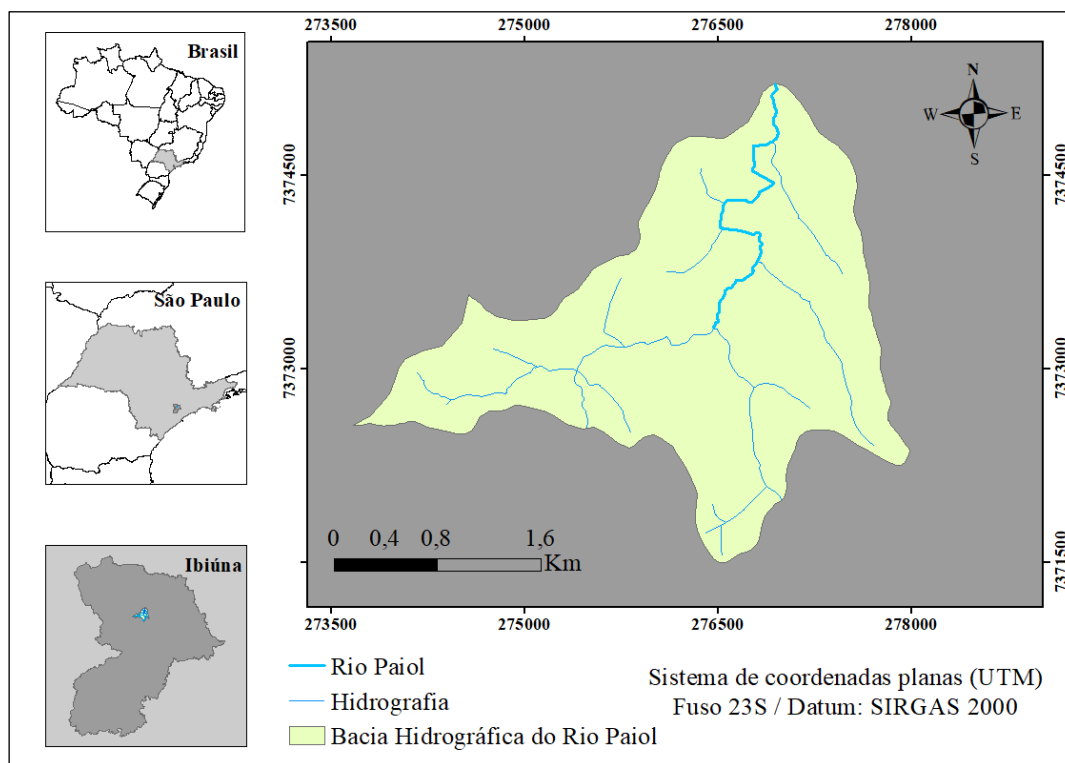 Brasil
São Paulo
Ibiúna
273500 275000 276500 278000
7374500 7374500
7373000 7373000
7371500 7371500
273500 275000 276500 278000
N
W E
S
0 0,4 0,8 1,6
Km
Rio Paiol
Hidrografia
Bacia Hidrográfica do Rio Paiol
Sistema de coordenadas planas (UTM)
Fuso 23S / Datum: SIRGAS 2000